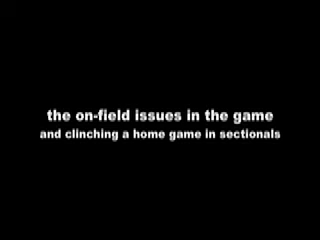 the on-field issues in the game
and clinching a home game in sectionals